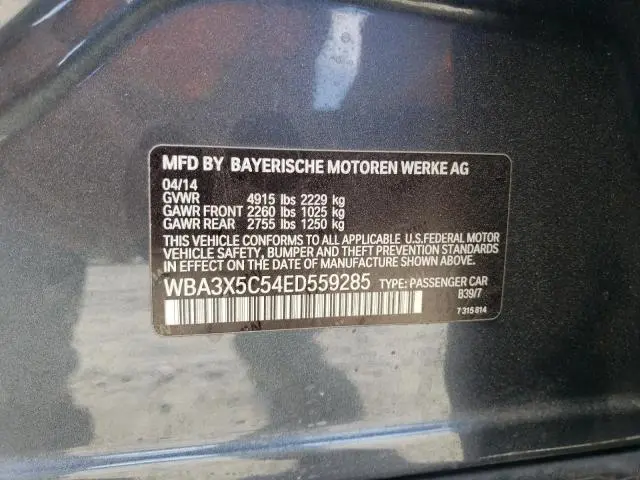 MFD BY BAYERISCHE MOTOREN WERKE AG
04/14
GVWR 4915 lbs 2229 kg
GAWR FRONT 2260 lbs 1025 kg
GAWR REAR 2755 lbs 1250 kg
THIS VEHICLE CONFORMS TO ALL APPLICABLE U.S.FEDERAL MOTOR
VEHICLE SAFETY, BUMPER AND THEFT PREVENTION STANDARDS
IN EFFECT ON THE DATE OF MANUFACTURE SHOWN ABOVE.
WBA3X5C54ED559285 TYPE: PASSENGER CAR
B39/7
7 315 814